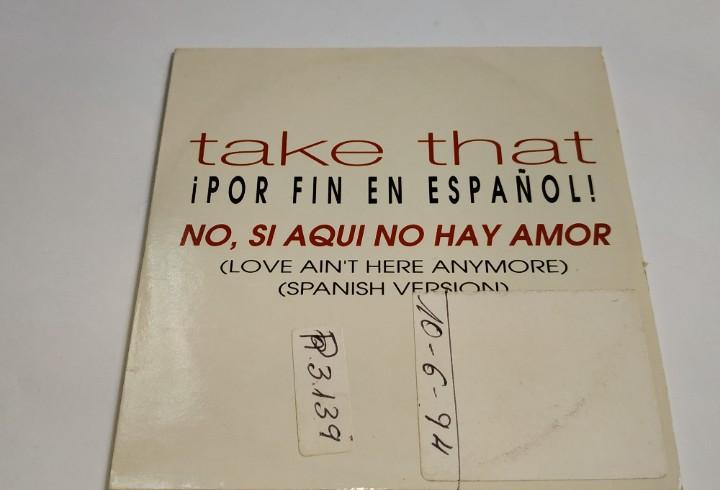 take that
¡POR FIN EN ESPAÑOL!
NO, SI AQUI NO HAY AMOR
(LOVE AIN'T HERE ANYMORE)
(SPANISH VERSION)
10-6-94
3.139